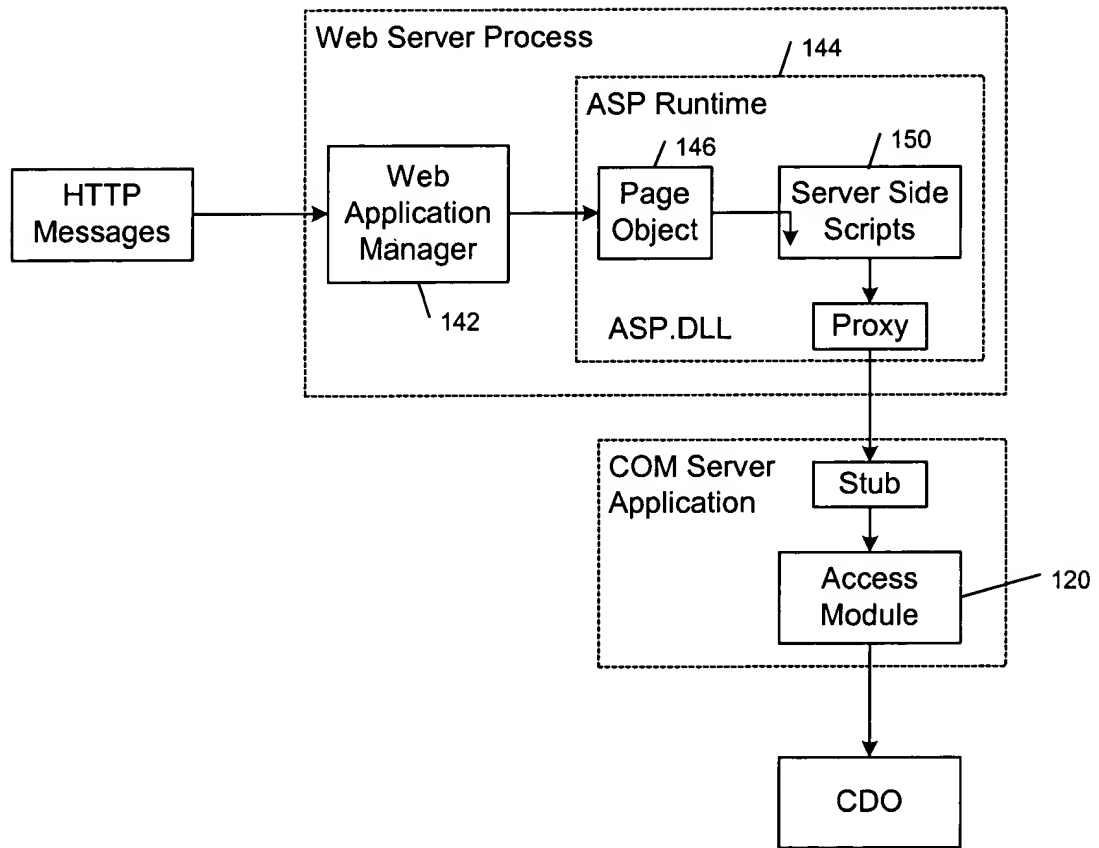 Web Server Process
144
ASP Runtime
146
150
HTTP
Messages
Web
Application
Manager
Page
Object
Server Side
Scripts
142
ASP.DLL
Proxy
COM Server
Application
Stub
Access
Module
120
CDO